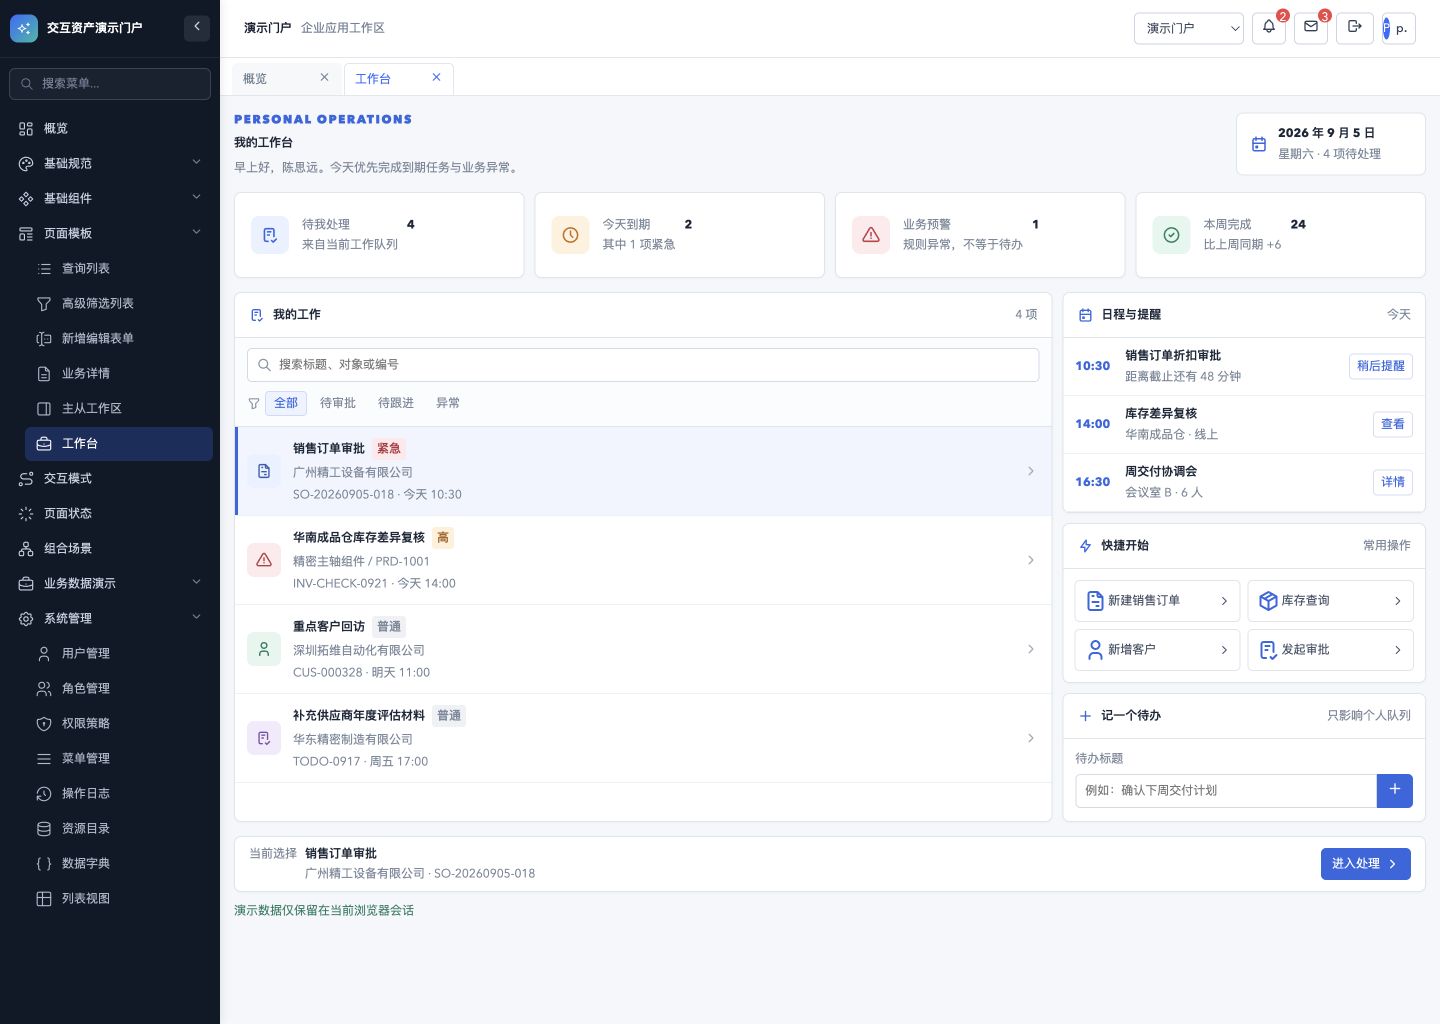 交互资产演示门户
搜索菜单...
概览
基础规范
基础组件
页面模板
查询列表
高级筛选列表
新增编辑表单
业务详情
主从工作区
工作台
交互模式
页面状态
组合场景
业务数据演示
系统管理
用户管理
角色管理
权限策略
菜单管理
操作日志
资源目录
数据字典
列表视图
演示门户 企业应用工作区
演示门户
2
3
p.
概览
工作台
PERSONAL OPERATIONS
我的工作台
早上好，陈思远。今天优先完成到期任务与业务异常。
2026 年 9 月 5 日
星期六 · 4 项待处理
待我处理 4
来自当前工作队列
今天到期 2
其中 1 项紧急
业务预警 1
规则异常，不等于待办
本周完成 24
比上周同期 +6
我的工作 4 项
搜索标题、对象或编号
全部 待审批 待跟进 异常
销售订单审批 紧急
广州精工设备有限公司
SO-20260905-018 · 今天 10:30
华南成品仓库存差异复核 高
精密主轴组件 / PRD-1001
INV-CHECK-0921 · 今天 14:00
重点客户回访 普通
深圳拓维自动化有限公司
CUS-000328 · 明天 11:00
补充供应商年度评估材料 普通
华东精密制造有限公司
TODO-0917 · 周五 17:00
日程与提醒 今天
10:30 销售订单折扣审批
距离截止还有 48 分钟
稍后提醒
14:00 库存差异复核
华南成品仓 · 线上
查看
16:30 周交付协调会
会议室 B · 6 人
详情
快捷开始 常用操作
新建销售订单
库存查询
新增客户
发起审批
记一个待办 只影响个人队列
待办标题
例如：确认下周交付计划
当前选择 销售订单审批
广州精工设备有限公司 · SO-20260905-018
进入处理
演示数据仅保留在当前浏览器会话